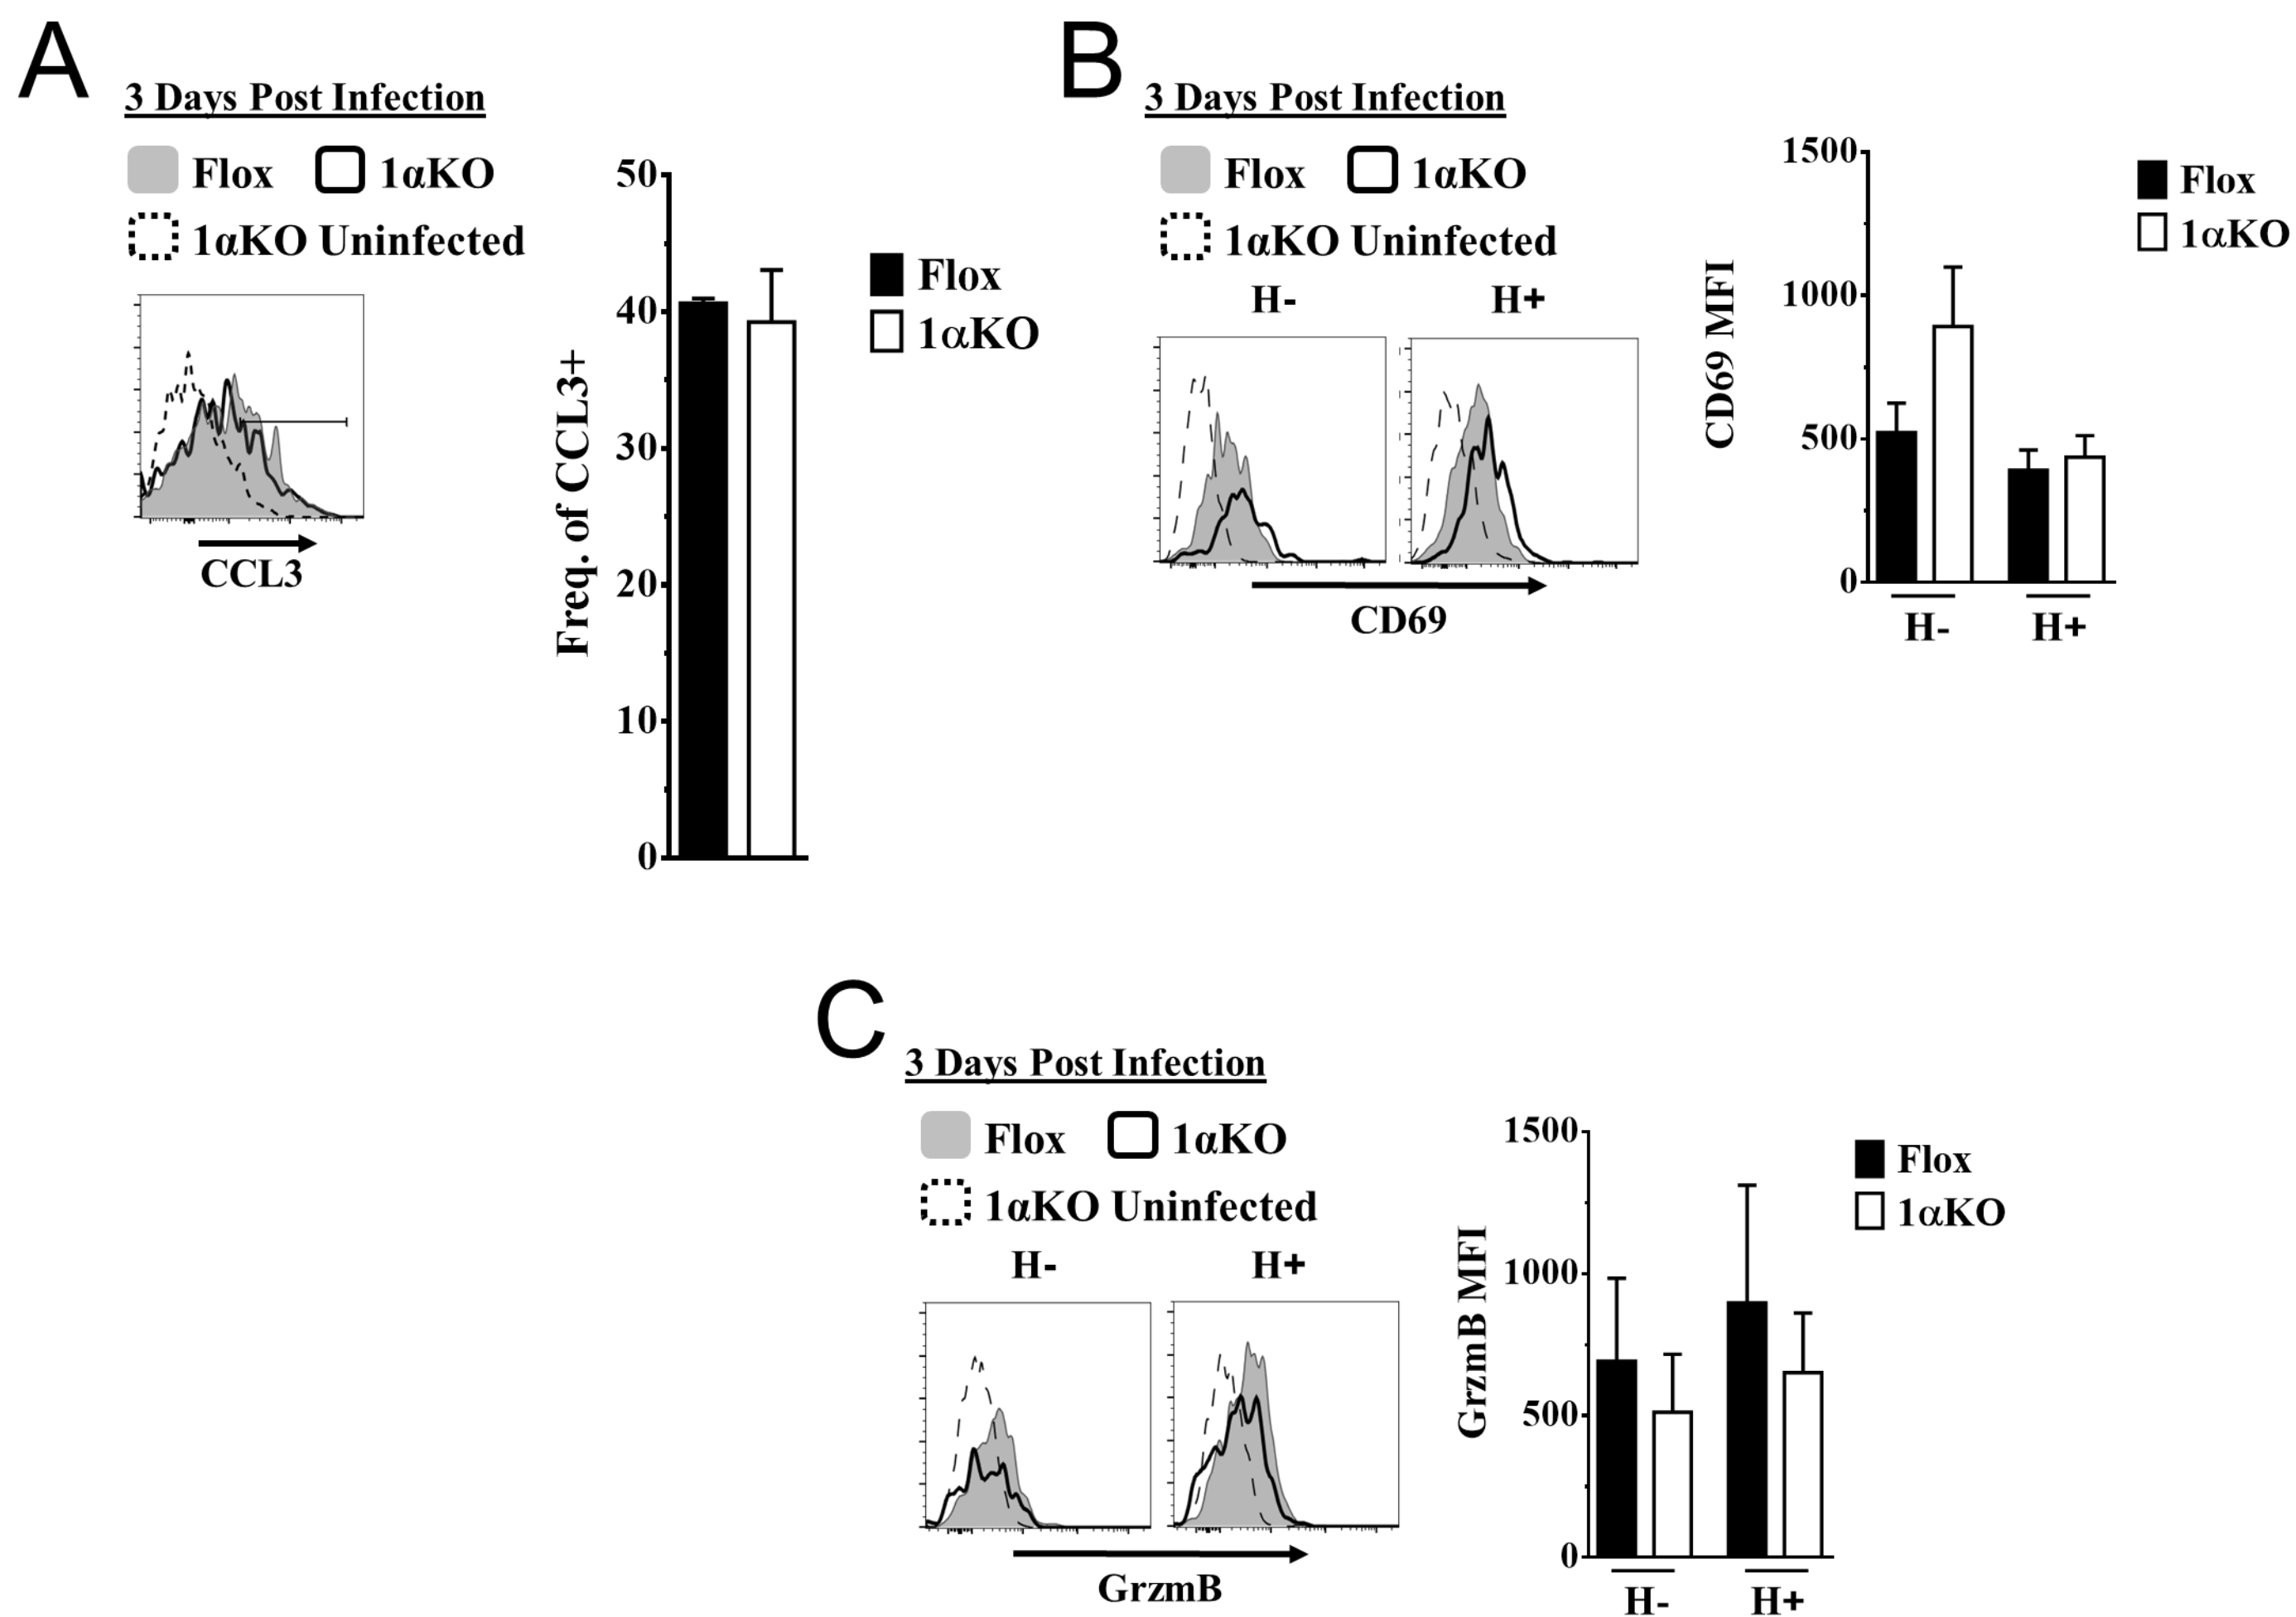 A
3 Days Post Infection
Flox 1αKO
1αKO Uninfected
CCL3
Freq. of CCL3+
50
40
30
20
10
0
Flox
1αKO
B
3 Days Post Infection
Flox 1αKO
1αKO Uninfected
H- H+
CD69
CD69 MFI
1500
1000
500
0
H- H+
Flox
1αKO
C
3 Days Post Infection
Flox 1αKO
1αKO Uninfected
H- H+
GrzmB
GrzmB MFI
1500
1000
500
0
H- H+
Flox
1αKO